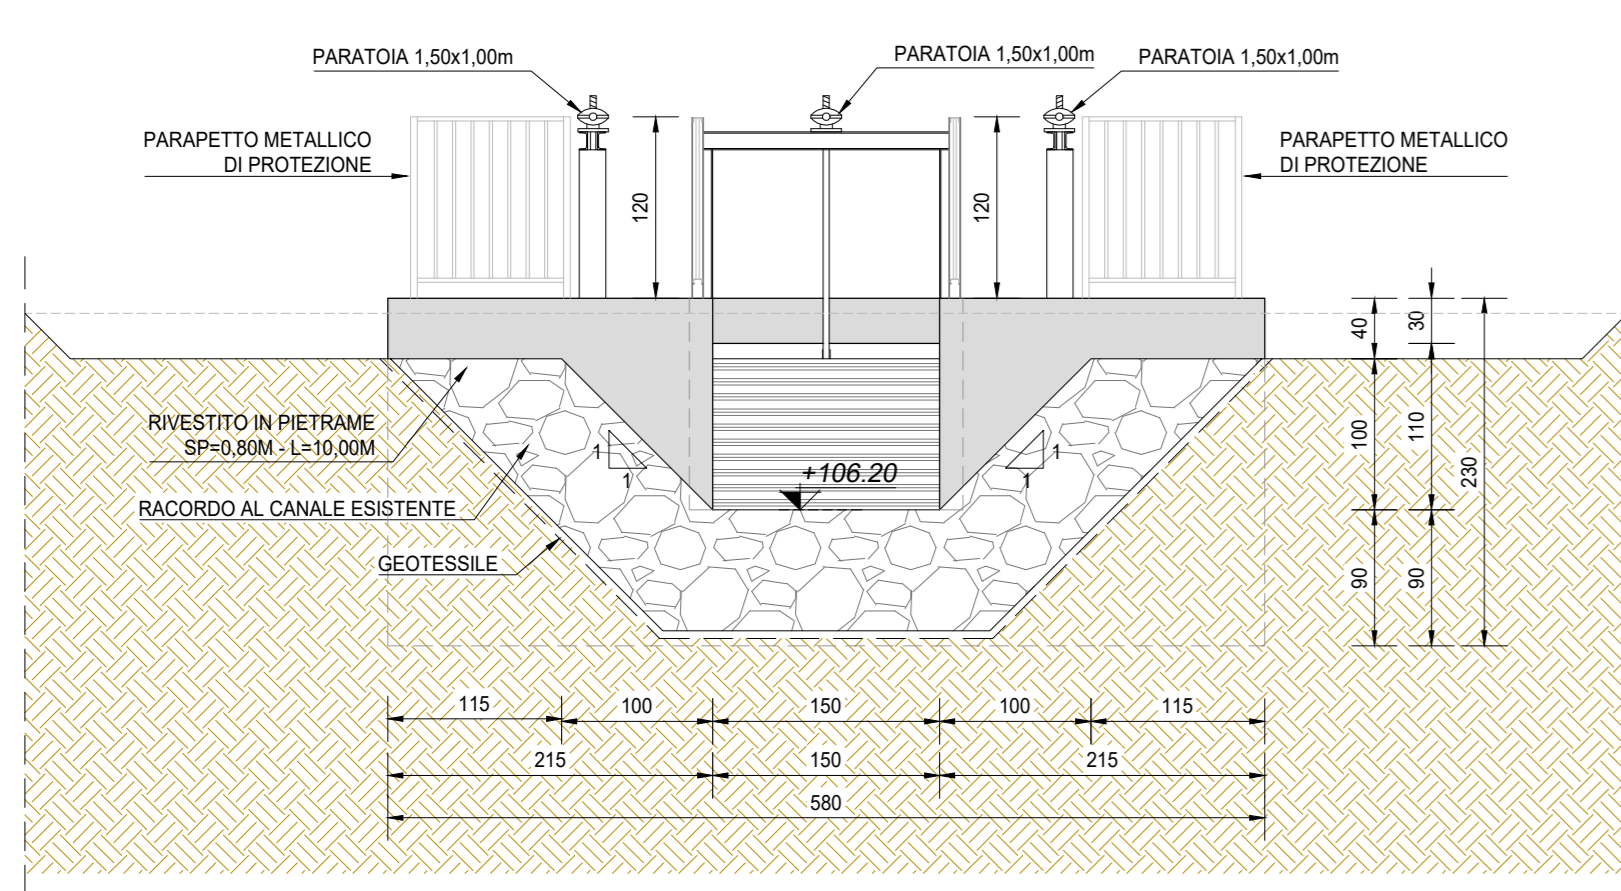 PARATOIA 1,50x1,00m
PARATOIA 1,50x1,00m
PARATOIA 1,50x1,00m
PARAPETTO METALLICO
DI PROTEZIONE
PARAPETTO METALLICO
DI PROTEZIONE
120
120
40
30
RIVESTITO IN PIETRAME
SP=0,80M - L=10,00M
1
1
1
1
+106.20
100
110
230
RACORDO AL CANALE ESISTENTE
GEOTESSILE
90
90
115
100
150
100
115
215
150
215
580